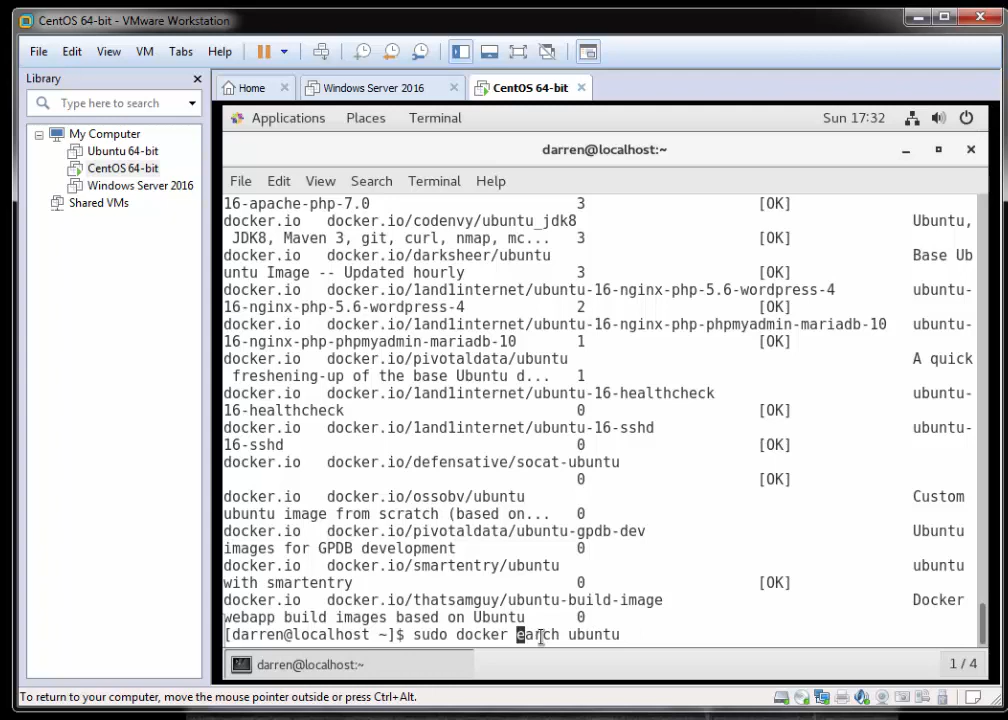 CentOS 64-bit - VMware Workstation
File Edit View VM Tabs Help
Library
Type here to search
My Computer
Ubuntu 64-bit
CentOS 64-bit
Windows Server 2016
Shared VMs
Home Windows Server 2016 CentOS 64-bit
Applications Places Terminal Sun 17:32
darren@localhost:~
File Edit View Search Terminal Help
16-apache-php-7.0 3 [OK]
docker.io docker.io/codenvy/ubuntu_jdk8 Ubuntu,
JDK8, Maven 3, git, curl, nmap, mc... 3 [OK]
docker.io docker.io/darksheer/ubuntu Base Ub
untu Image -- Updated hourly 3 [OK]
docker.io docker.io/1and1internet/ubuntu-16-nginx-php-5.6-wordpress-4 ubuntu-
16-nginx-php-5.6-wordpress-4 2 [OK]
docker.io docker.io/1and1internet/ubuntu-16-nginx-php-phpmyadmin-mariadb-10 ubuntu-
16-nginx-php-phpmyadmin-mariadb-10 1 [OK]
docker.io docker.io/pivotaldata/ubuntu A quick
freshening-up of the base Ubuntu d... 1
docker.io docker.io/1and1internet/ubuntu-16-healthcheck ubuntu-
16-healthcheck 0 [OK]
docker.io docker.io/1and1internet/ubuntu-16-sshd ubuntu-
16-sshd 0 [OK]
docker.io docker.io/defensative/socat-ubuntu
0 [OK]
docker.io docker.io/ossobv/ubuntu Custom
ubuntu image from scratch (based on... 0
docker.io docker.io/pivotaldata/ubuntu-gpdb-dev Ubuntu
images for GPDB development 0
docker.io docker.io/smartentry/ubuntu ubuntu
with smartentry 0 [OK]
docker.io docker.io/thatsamguy/ubuntu-build-image Docker
webapp build images based on Ubuntu 0
[darren@localhost ~]$ sudo docker earch ubuntu
darren@localhost:~ 1 / 4
To return to your computer, move the mouse pointer outside or press Ctrl+Alt.